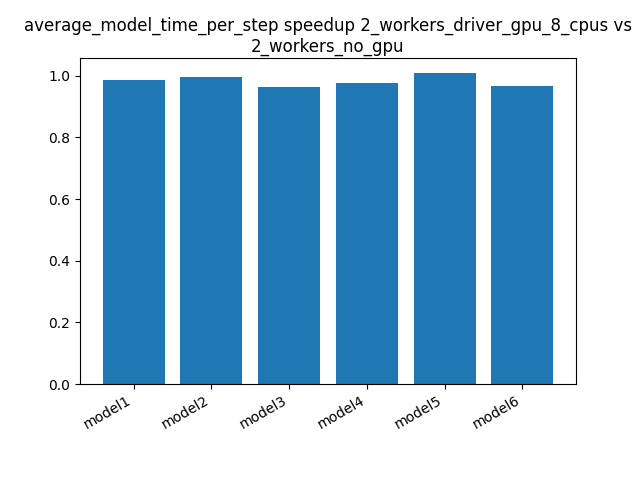 average_model_time_per_step speedup 2_workers_driver_gpu_8_cpus vs
2_workers_no_gpu
1.0
0.8
0.6
0.4
0.2
0.0
model1
model2
model3
model4
model5
model6